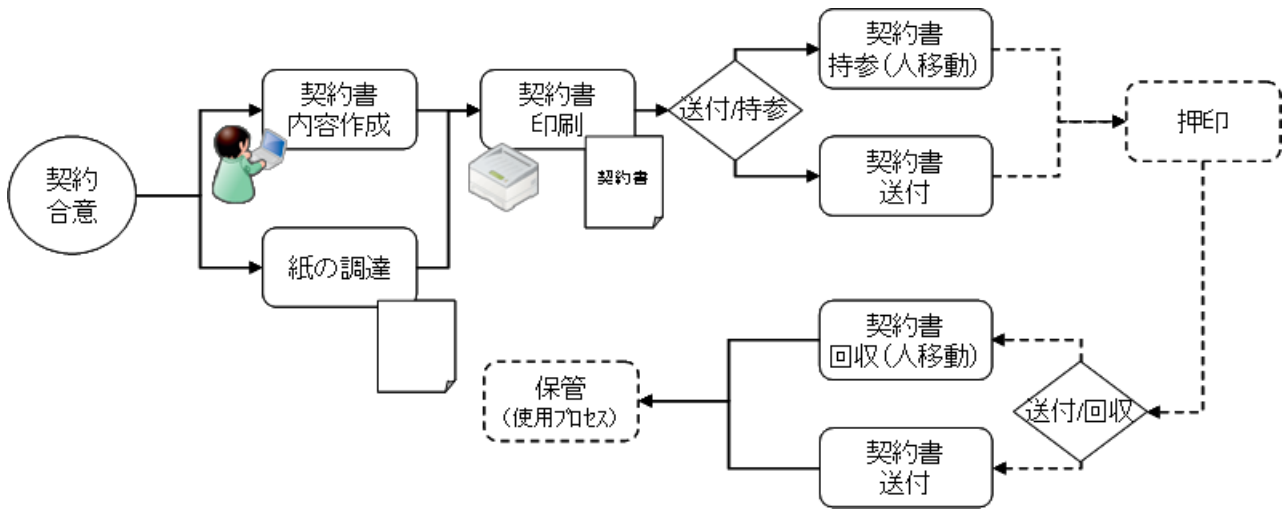 契約
合意
契約書
内容作成
紙の調達
契約書
印刷
契約書
送付/持参
契約書
持参(人移動)
契約書
送付
押印
送付/回収
契約書
回収(人移動)
契約書
送付
保管
(使用プロセス)